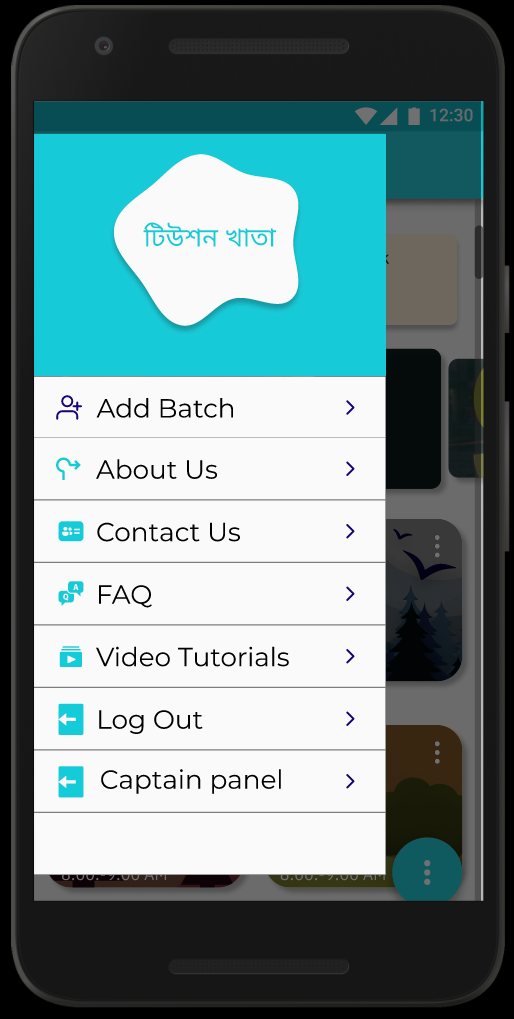 12:30
টিউশন খাতা
Add Batch
About Us
Contact Us
FAQ
Video Tutorials
Log Out
Captain panel
8:00.-9.00 AM
8:00.-9.00 AM